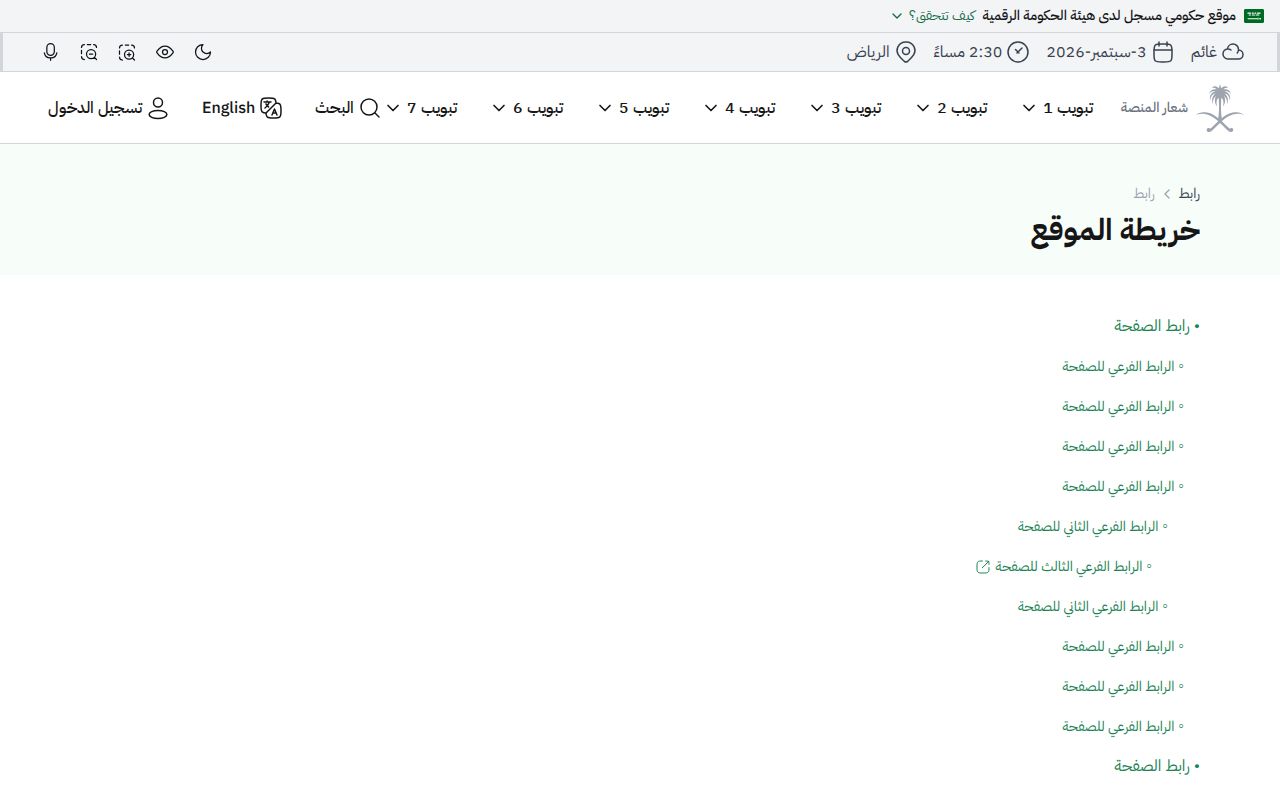 موقع حكومي مسجل لدى هيئة الحكومة الرقمية كيف تتحقق؟
غائم 3-سبتمبر-2026 2:30 مساءً الرياض
شعار المنصة تبويب 1 تبويب 2 تبويب 3 تبويب 4 تبويب 5 تبويب 6 تبويب 7 البحث English تسجيل الدخول
رابط رابط
خريطة الموقع
• رابط الصفحة
◦ الرابط الفرعي للصفحة
◦ الرابط الفرعي للصفحة
◦ الرابط الفرعي للصفحة
◦ الرابط الفرعي للصفحة
◦ الرابط الفرعي الثاني للصفحة
◦ الرابط الفرعي الثالث للصفحة
◦ الرابط الفرعي الثاني للصفحة
◦ الرابط الفرعي للصفحة
◦ الرابط الفرعي للصفحة
◦ الرابط الفرعي للصفحة
• رابط الصفحة